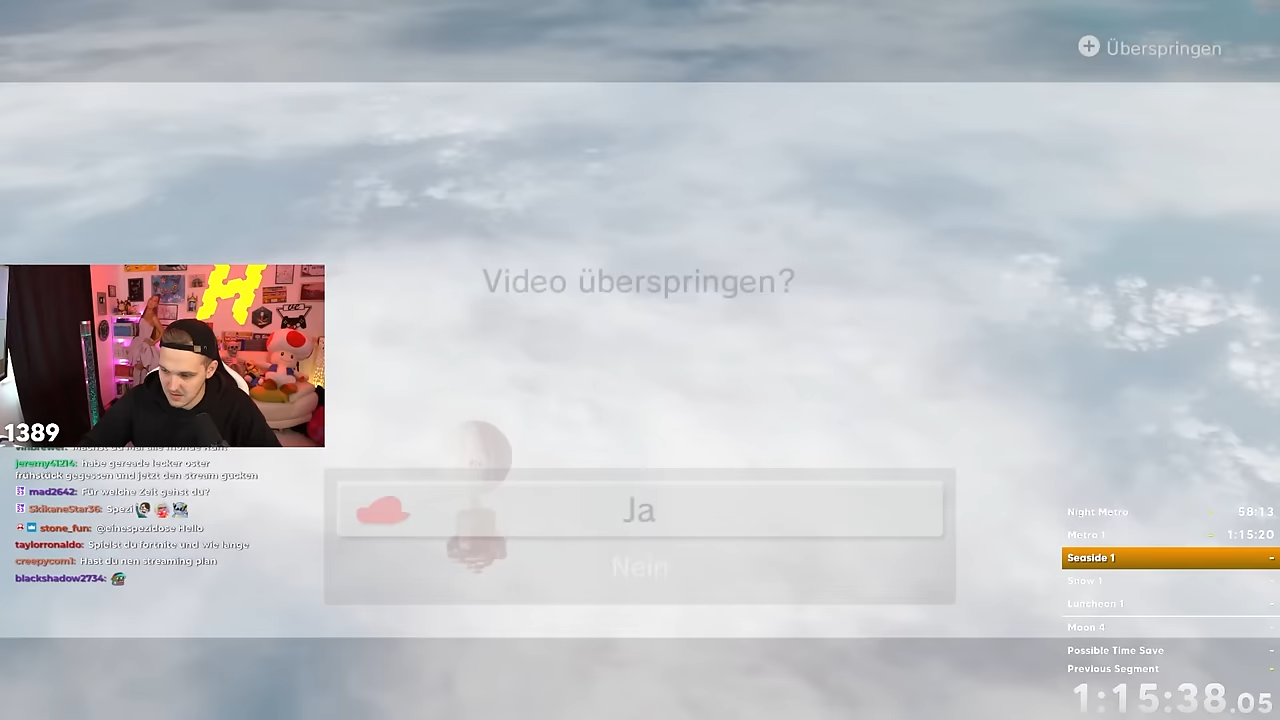 Überspringen
Video überspringen?
Ja
Nein
H
1389
jeremy41214: habe gereade lecker oster
frühstück gegessen und jetzt den stream gucken
mad2642: Für welche Zeit gehst du?
SkikaneStar36: Spezi
stone_fun: @einespezidose Hello
taylorronaldo: Spielst du fortnite und wie lange
creepycom1: Hast du nen streaming plan
blackshadow2734:
Night Metro - 58:13
Metro 1 - 1:15:20
Seaside 1 -
Snow 1 -
Luncheon 1 -
Moon 4 -
Possible Time Save -
Previous Segment -
1:15:38.05